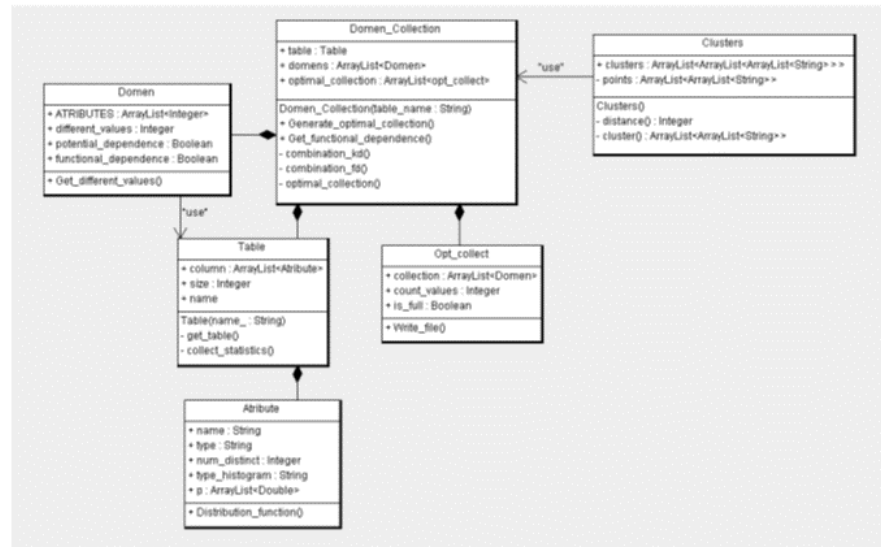 Domen_Collection
+ table : Table
+ domens : ArrayList<Domen>
+ optimal_collection : ArrayList<opt_collect>
Domen_Collection(table_name : String)
+ Generate_optimal_collection()
+ Get_functional_dependence()
- combination_kd()
- combination_fd()
- optimal_collection()
"use"
Clusters
+ clusters : ArrayList<ArrayList<ArrayList<String> > >
- points : ArrayList<ArrayList<String> >
Clusters()
- distance() : Integer
- cluster() : ArrayList<ArrayList<String> >
Domen
+ ATRIBUTES : ArrayList<Integer>
+ different_values : Integer
+ potential_dependence : Boolean
+ functional_dependence : Boolean
+ Get_different_values()
"use"
Table
+ column : ArrayList<Atribute>
+ size : Integer
+ name
Table(name_ : String)
- get_table()
- collect_statistics()
Opt_collect
+ collection : ArrayList<Domen>
+ count_values : Integer
+ is_full : Boolean
+ Write_file()
Atribute
+ name : String
+ type : String
+ num_distinct : Integer
+ type_histogram : String
+ p : ArrayList<Double>
+ Distribution_function()